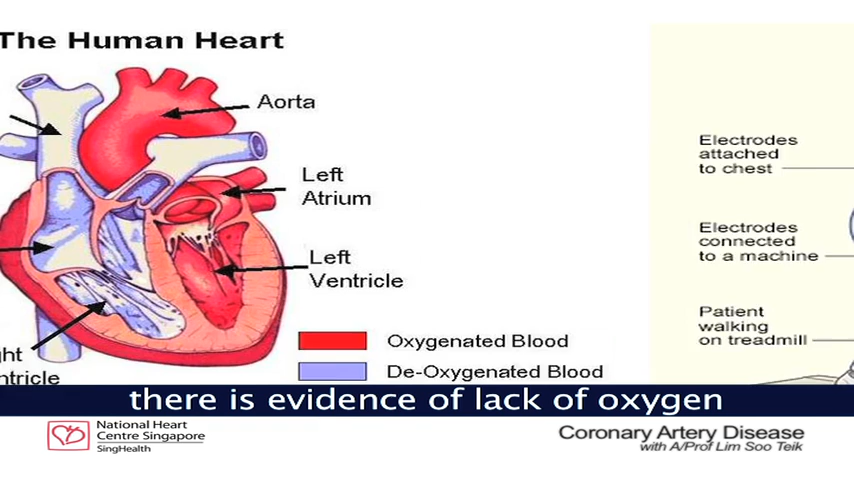 The Human Heart
Aorta
Left
Atrium
Left
Ventricle
ght
ntricle
Oxygenated Blood
De-Oxygenated Blood
Electrodes
attached
to chest
Electrodes
connected
to a machine
Patient
walking
on treadmill
there is evidence of lack of oxygen
National Heart
Centre Singapore
SingHealth
Coronary Artery Disease
with A/Prof Lim Soo Teik